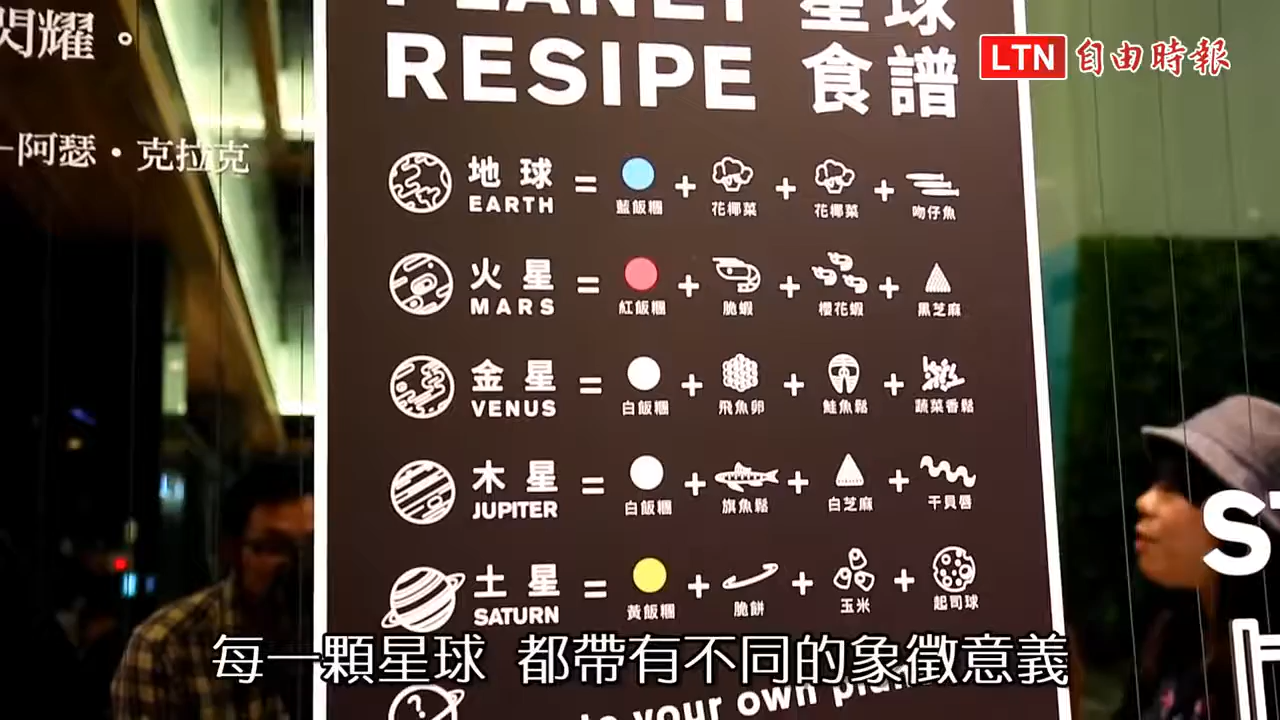 閃耀。
—阿瑟・克拉克
PLANET 星球
RESIPE 食譜
LTN 自由時報
地球 = + + +
EARTH 藍飯糰 花椰菜 花椰菜 吻仔魚
火星 = + + +
MARS 紅飯糰 脆蝦 櫻花蝦 黑芝麻
金星 = + + +
VENUS 白飯糰 飛魚卵 鮭魚鬆 蔬菜香鬆
木星 = + + +
JUPITER 白飯糰 旗魚鬆 白芝麻 干貝唇
土星 = + + +
SATURN 黃飯糰 脆餅 玉米 起司球
?
your own
每一顆星球 都帶有不同的象徵意義